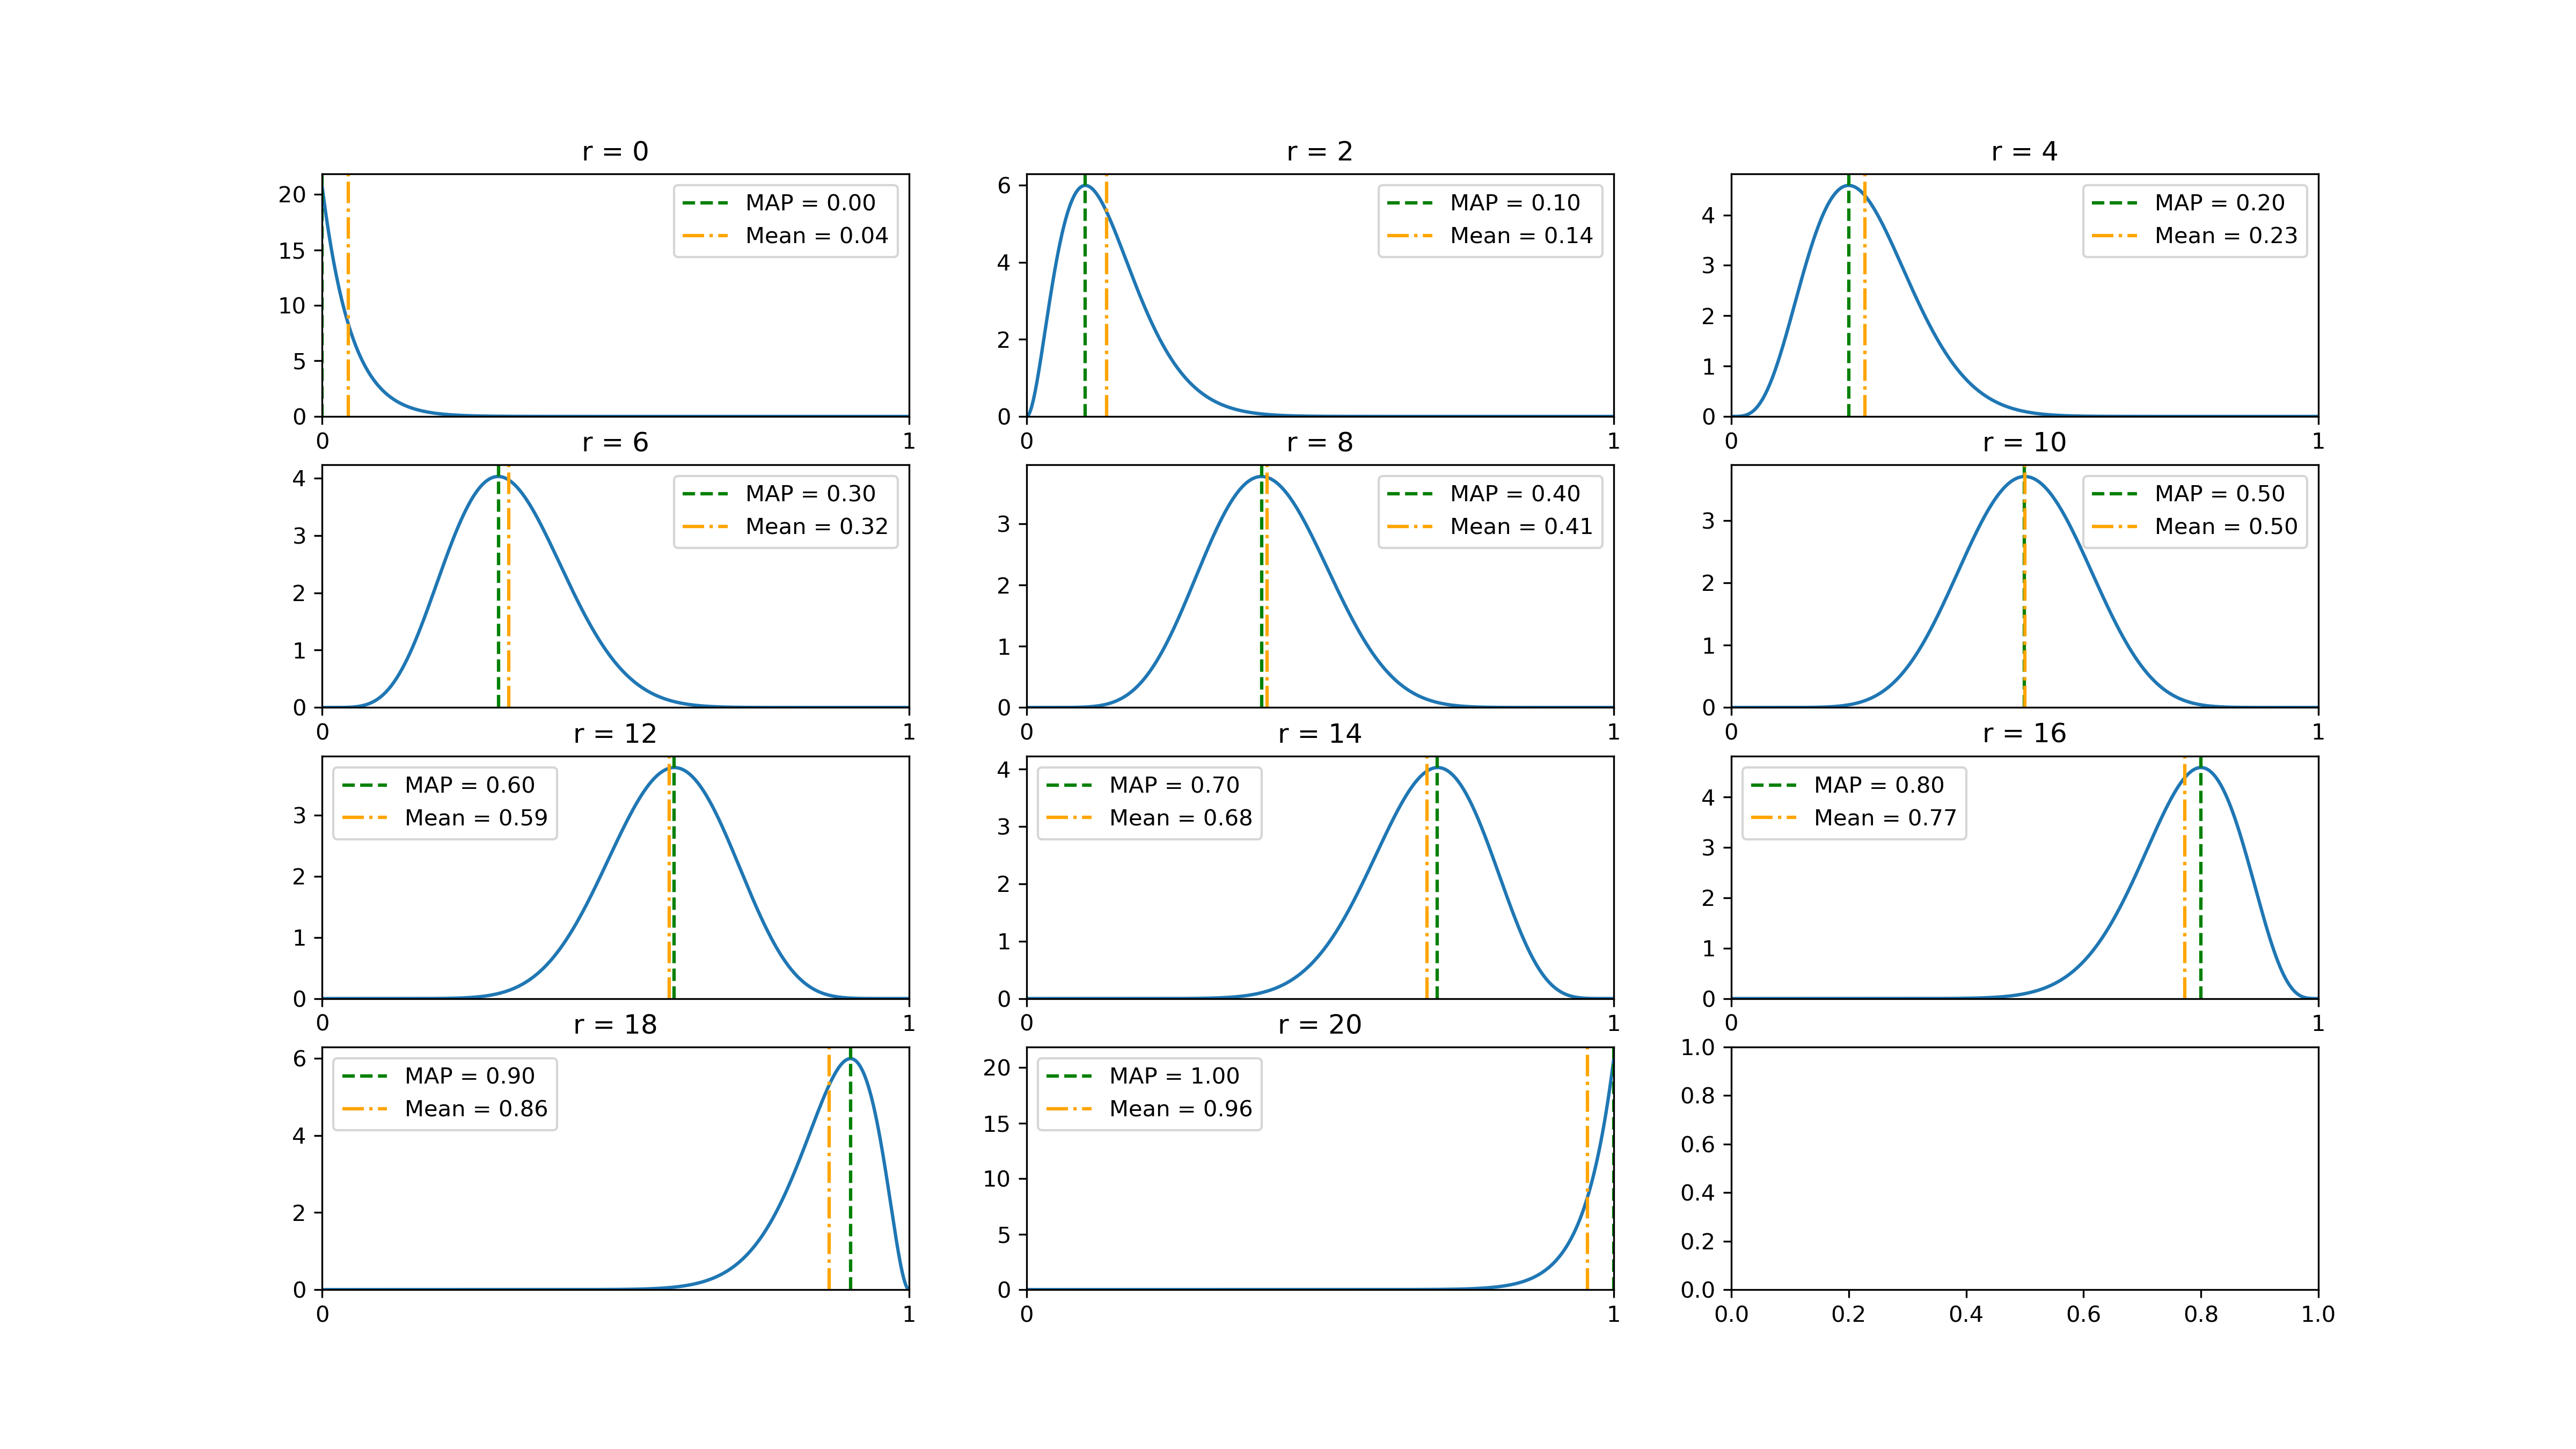 r = 0
20
15
10
5
0
0 1
MAP = 0.00
Mean = 0.04
r = 2
6
4
2
0
0 1
MAP = 0.10
Mean = 0.14
r = 4
4
3
2
1
0
0 1
MAP = 0.20
Mean = 0.23
r = 6
4
3
2
1
0
0 1
MAP = 0.30
Mean = 0.32
r = 8
3
2
1
0
0 1
MAP = 0.40
Mean = 0.41
r = 10
3
2
1
0
0 1
MAP = 0.50
Mean = 0.50
r = 12
3
2
1
0
0 1
MAP = 0.60
Mean = 0.59
r = 14
4
3
2
1
0
0 1
MAP = 0.70
Mean = 0.68
r = 16
4
3
2
1
0
0 1
MAP = 0.80
Mean = 0.77
r = 18
6
4
2
0
0 1
MAP = 0.90
Mean = 0.86
r = 20
20
15
10
5
0
0 1
MAP = 1.00
Mean = 0.96
1.0
0.8
0.6
0.4
0.2
0.0
0.0 0.2 0.4 0.6 0.8 1.0